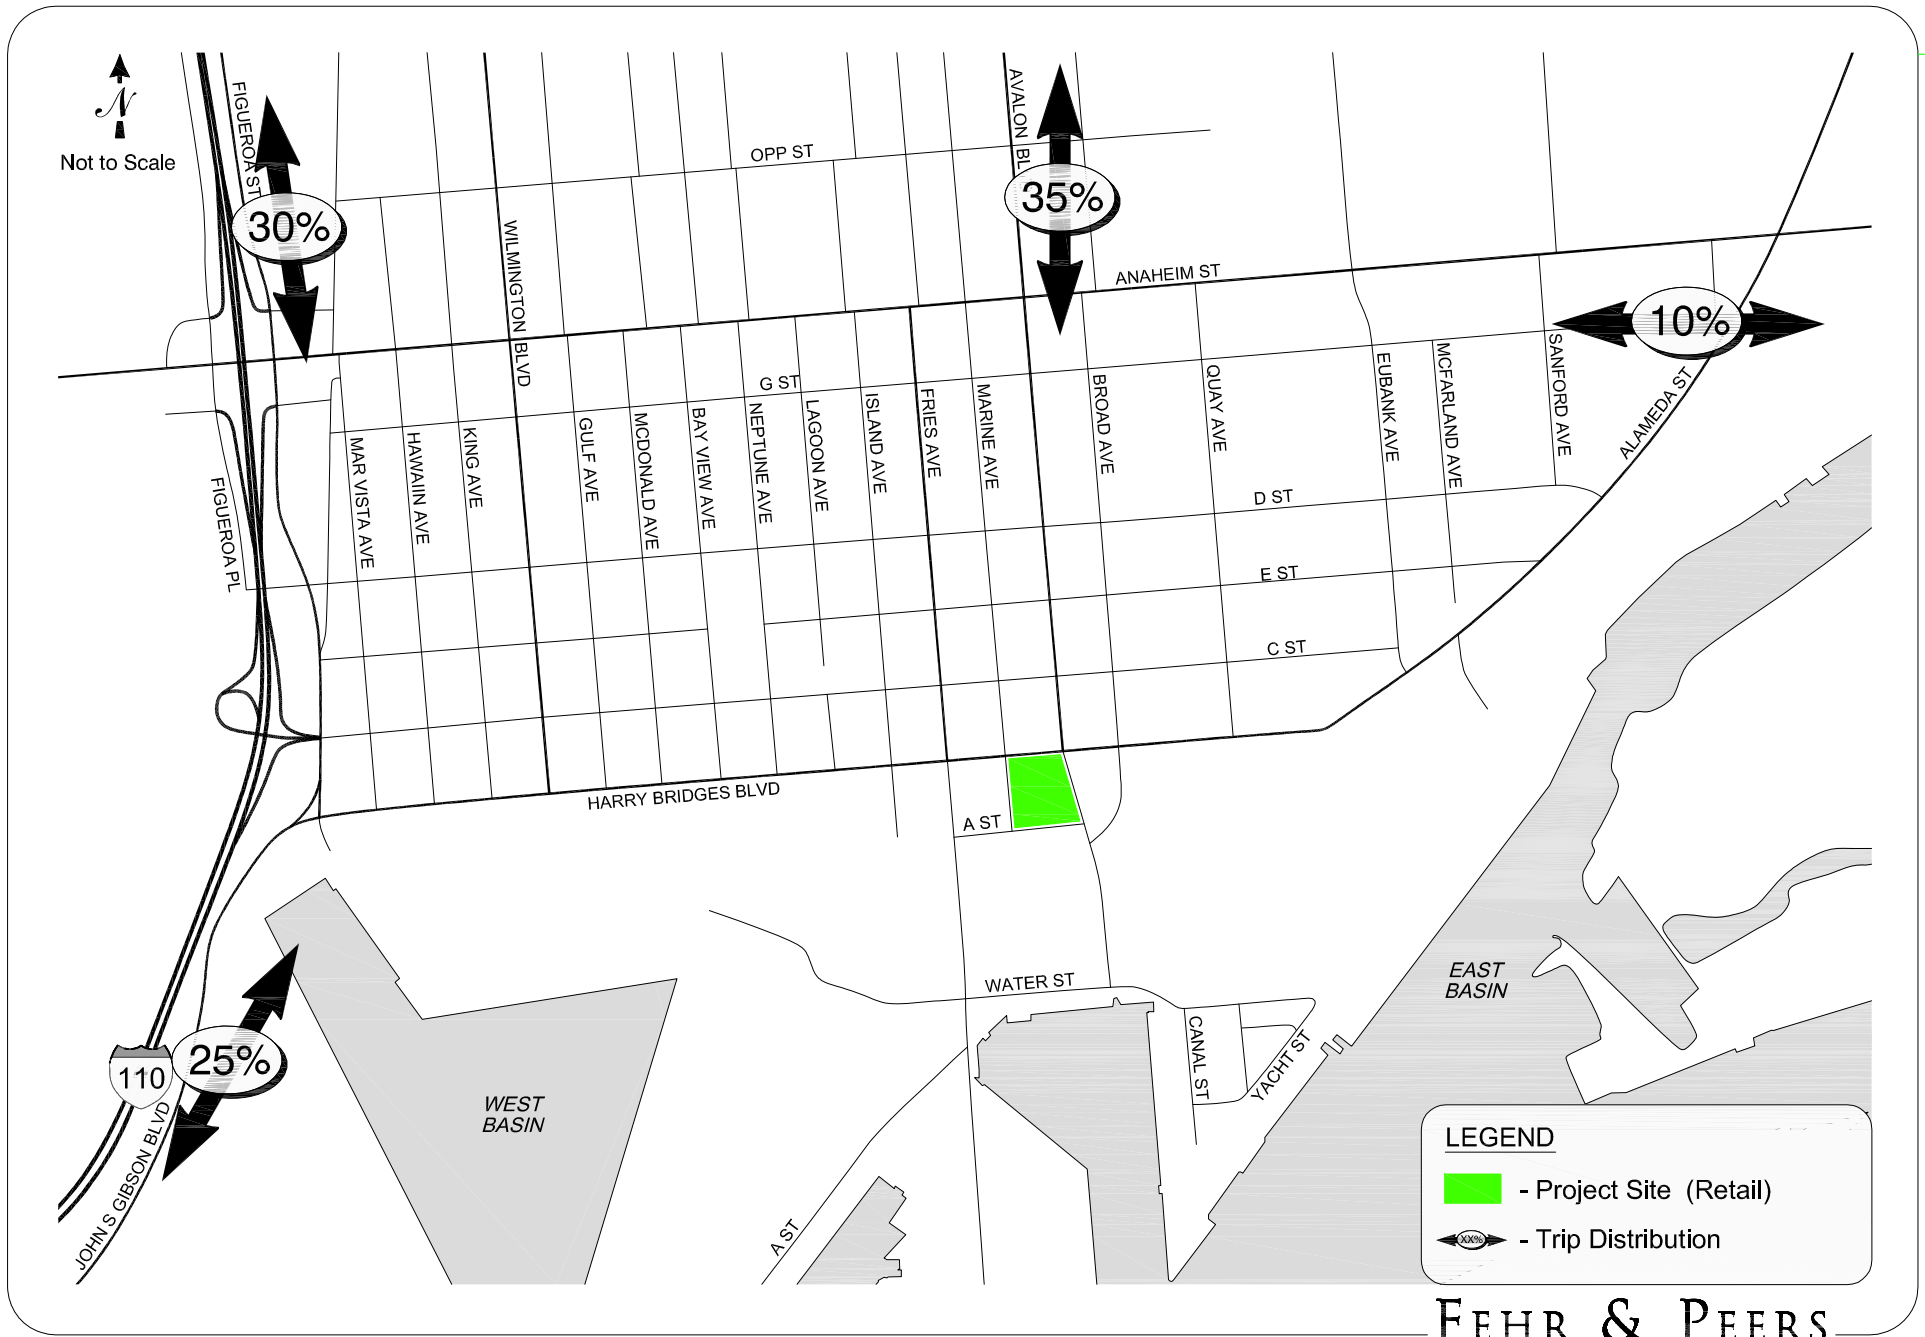 N
Not to Scale
FIGUEROA ST
30%
OPP ST
AVALON BL
35%
WILMINGTON BLVD
ANAHEIM ST
10%
G ST
FIGUEROA PL
MAR VISTA AVE
HAWAIIN AVE
KING AVE
GULF AVE
MCDONALD AVE
BAY VIEW AVE
NEPTUNE AVE
LAGOON AVE
ISLAND AVE
FRIES AVE
MARINE AVE
BROAD AVE
QUAY AVE
EUBANK AVE
MCFARLAND AVE
SANFORD AVE
ALAMEDA ST
D ST
E ST
C ST
HARRY BRIDGES BLVD
A ST
WATER ST
CANAL ST
YACHT ST
EAST
BASIN
110
25%
JOHN S GIBSON BLVD
WEST
BASIN
A ST
LEGEND
- Project Site (Retail)
XX%
- Trip Distribution
FEHR & PEERS